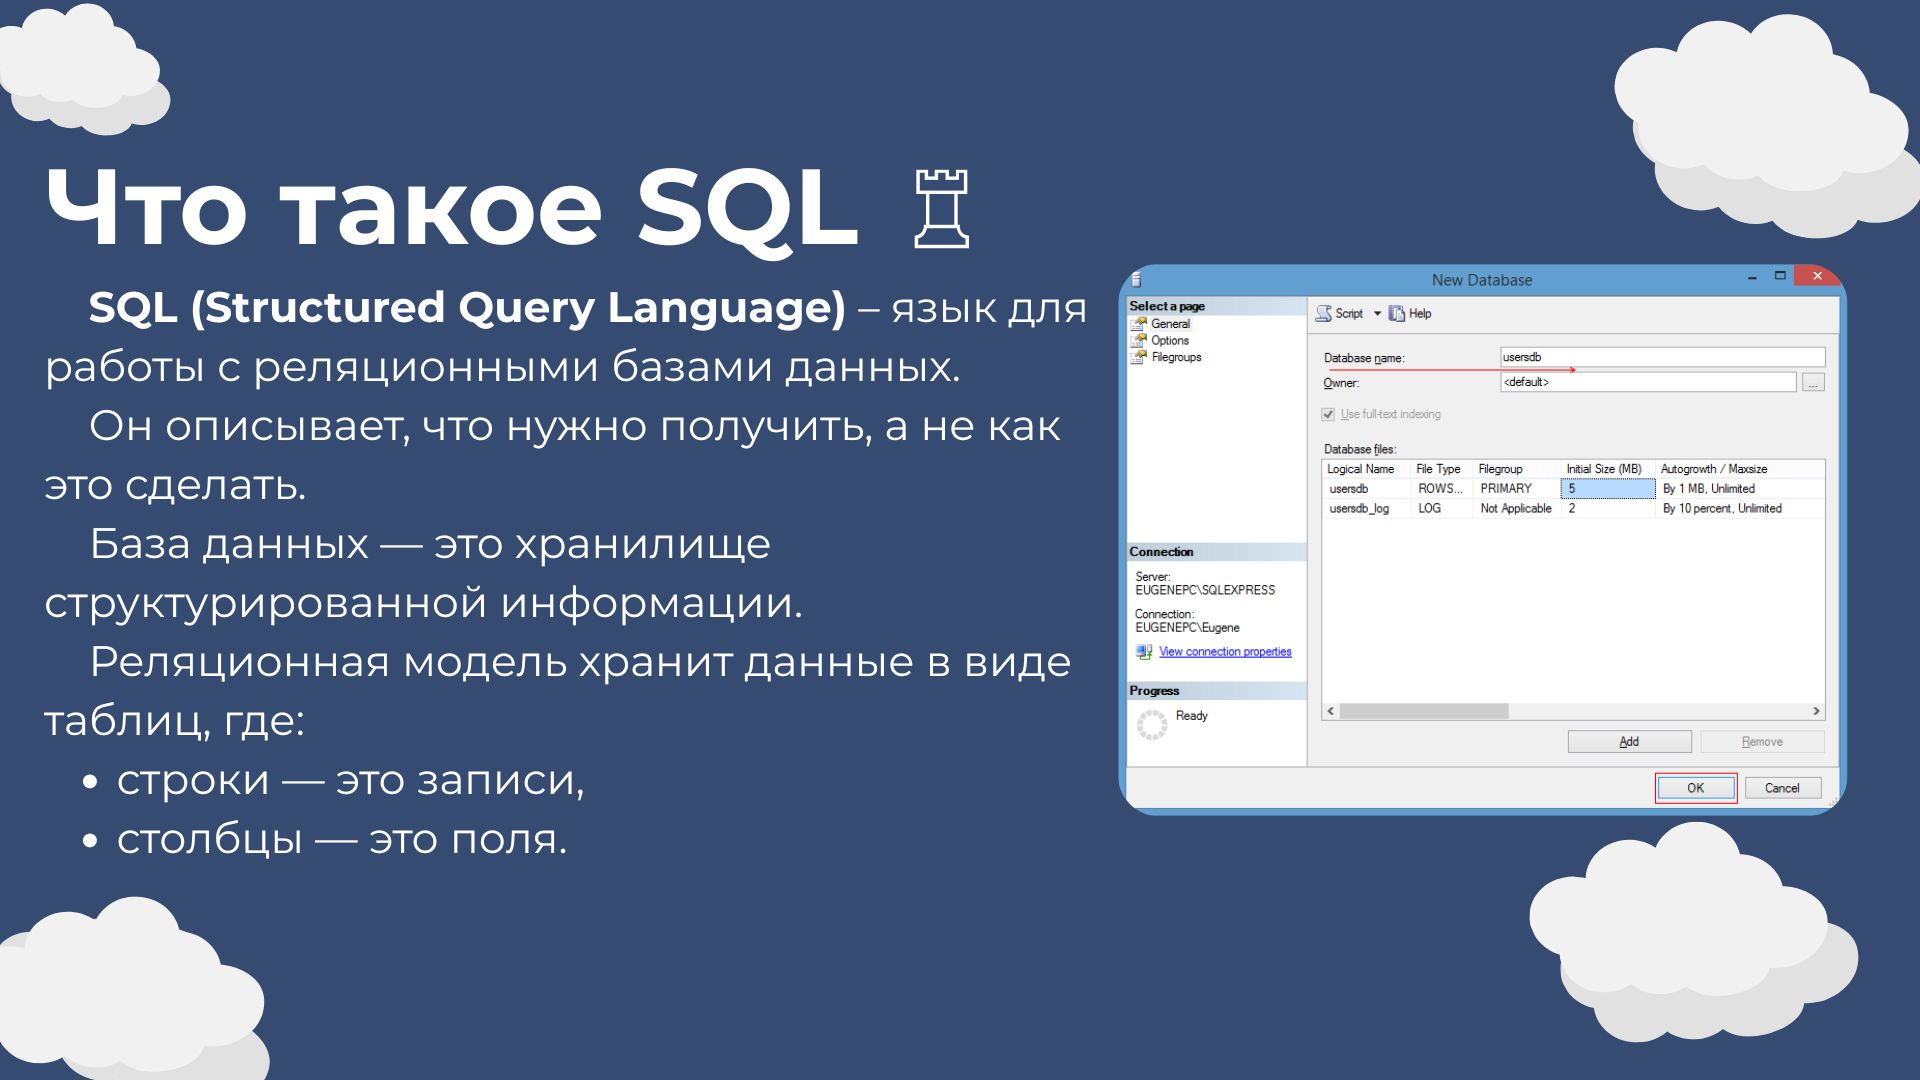 Что такое SQL ♖
SQL (Structured Query Language) – язык для
работы с реляционными базами данных.
Он описывает, что нужно получить, а не как
это сделать.
База данных — это хранилище
структурированной информации.
Реляционная модель хранит данные в виде
таблиц, где:
• строки — это записи,
• столбцы — это поля.
New Database
Select a page
General
Options
Filegroups
Script
Help
Database name:
usersdb
Owner:
<default>
...
Use full-text indexing
Database files:
Logical Name File Type Filegroup Initial Size (MB) Autogrowth / Maxsize
usersdb ROWS... PRIMARY 5 By 1 MB, Unlimited
usersdb_log LOG Not Applicable 2 By 10 percent, Unlimited
Connection
Server:
EUGENEPC\SQLEXPRESS
Connection:
EUGENEPC\Eugene
View connection properties
Progress
Ready
Add
Remove
OK
Cancel